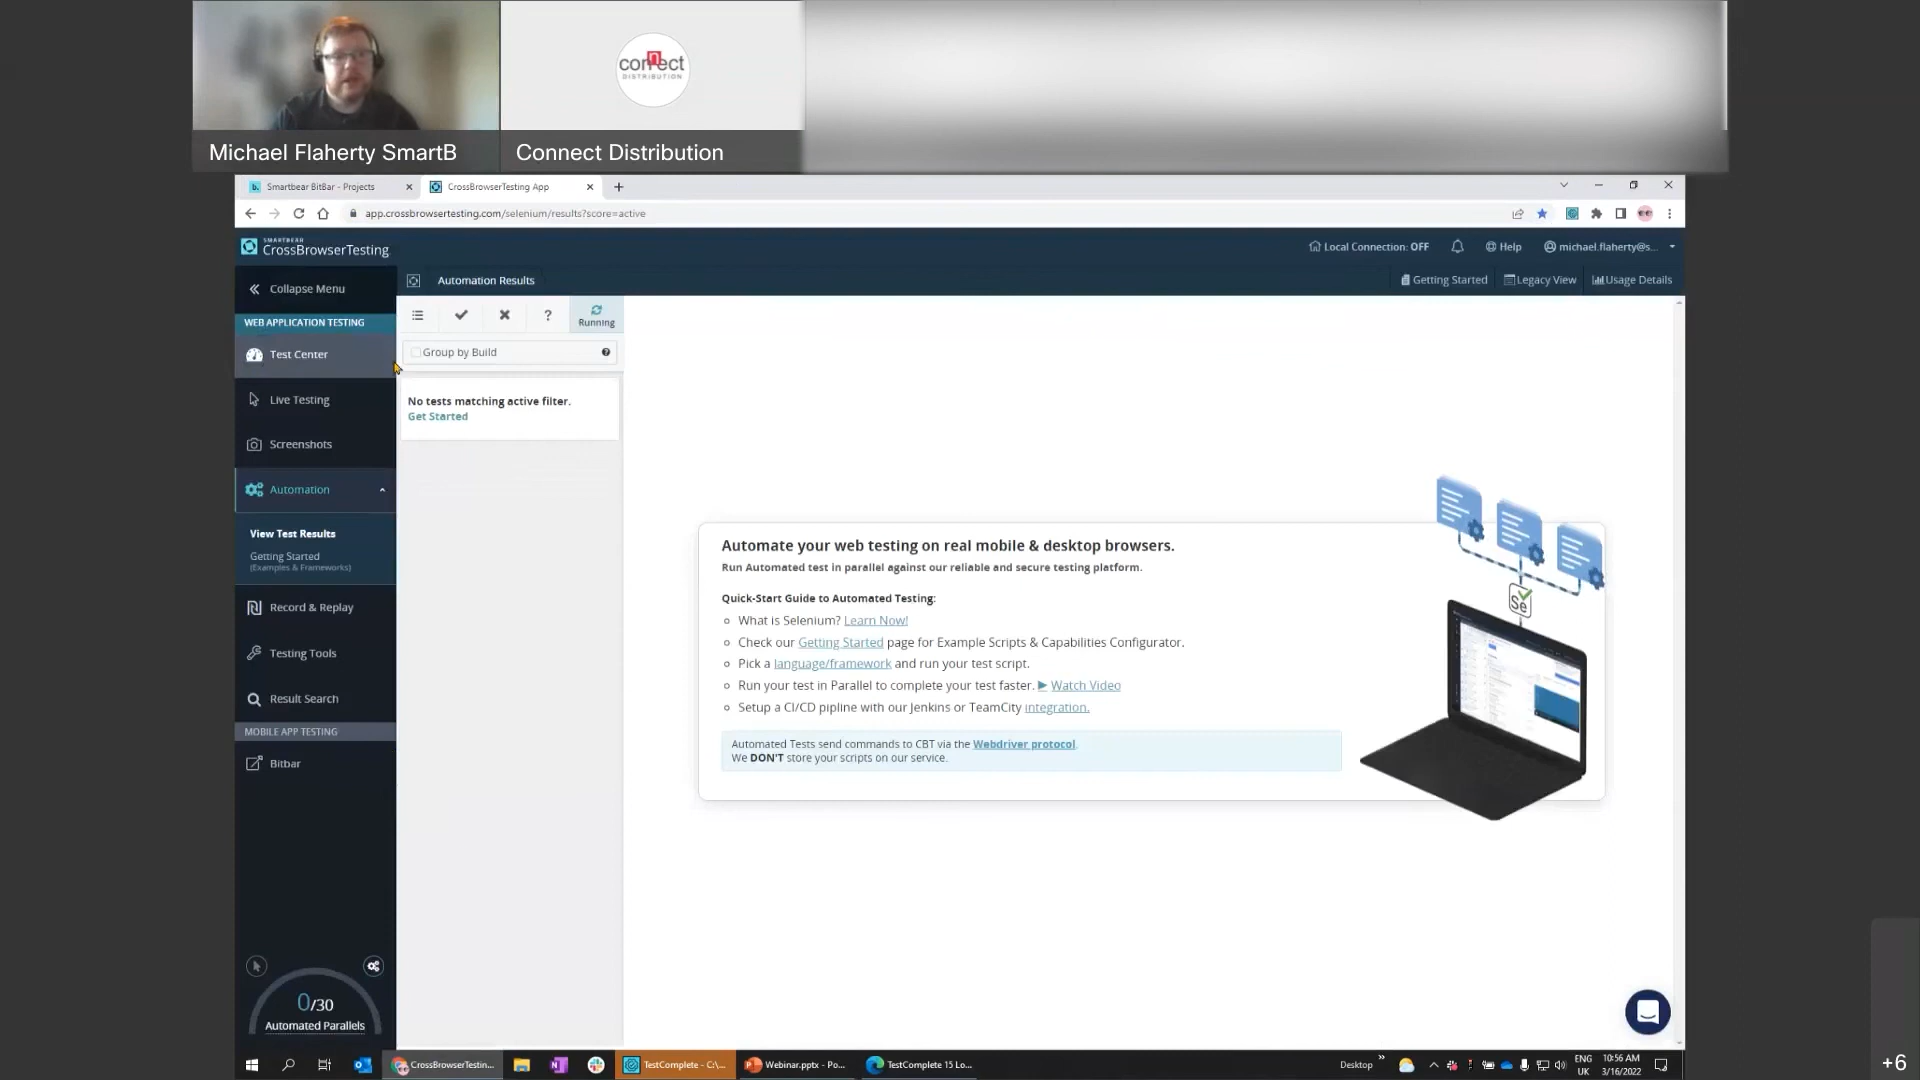 connect
DISTRIBUTION
Michael Flaherty SmartB
Connect Distribution
b. Smartbear BitBar - Projects
CrossBrowserTesting App
app.crossbrowsertesting.com/selenium/results?score=active
SMARTBEAR
CrossBrowserTesting
Local Connection: OFF
Help
michael.flaherty@s...
Collapse Menu
Automation Results
Getting Started
Legacy View
Usage Details
WEB APPLICATION TESTING
Running
Test Center
Group by Build
Live Testing
No tests matching active filter.
Get Started
Screenshots
Automation
View Test Results
Getting Started
(Examples & Frameworks)
Record & Replay
Testing Tools
Result Search
MOBILE APP TESTING
Bitbar
Automate your web testing on real mobile & desktop browsers.
Run Automated test in parallel against our reliable and secure testing platform.
Quick-Start Guide to Automated Testing:
What is Selenium? Learn Now!
Check our Getting Started page for Example Scripts & Capabilities Configurator.
Pick a language/framework and run your test script.
Run your test in Parallel to complete your test faster. Watch Video
Setup a CI/CD pipline with our Jenkins or TeamCity integration.
Automated Tests send commands to CBT via the Webdriver protocol.
We DON'T store your scripts on our service.
Se
0/30
Automated Parallels
CrossBrowserTestin...
TestComplete - C:\...
Webinar.pptx - Po...
TestComplete 15 Lo...
Desktop
ENG
UK
10:56 AM
3/16/2022
+6